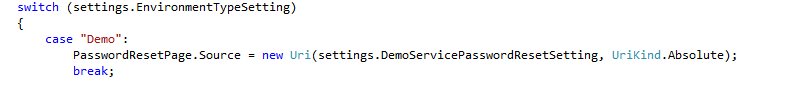 switch (settings.EnvironmentTypeSetting)
{
case "Demo":
PasswordResetPage.Source = new Uri(settings.DemoServicePasswordResetSetting, UriKind.Absolute);
break;